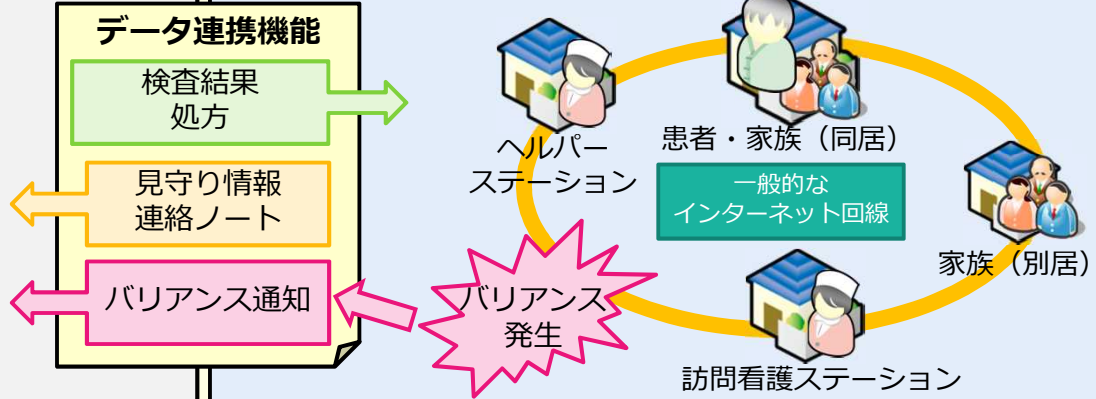 データ連携機能
検査結果
処方
見守り情報
連絡ノート
バリアンス通知
バリアンス
発生
ヘルパー
ステーション
患者・家族（同居）
一般的な
インターネット回線
家族（別居）
訪問看護ステーション